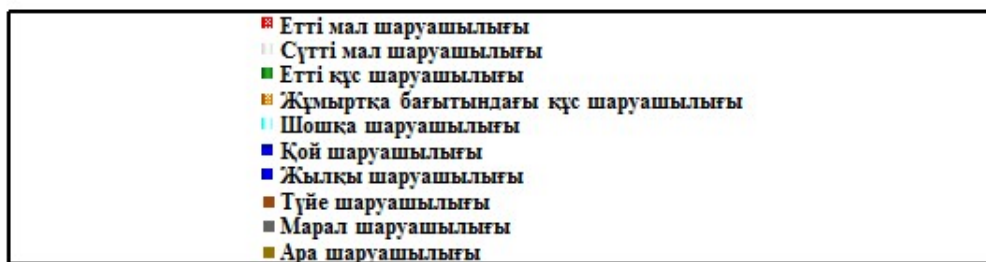 Етті мал шаруашылығы
Сүтті мал шаруашылығы
Етті құс шаруашылығы
Жұмыртқа бағытындағы құс шаруашылығы
Шошқа шаруашылығы
Қой шаруашылығы
Жылқы шаруашылығы
Түйе шаруашылығы
Марал шаруашылығы
Ара шаруашылығы